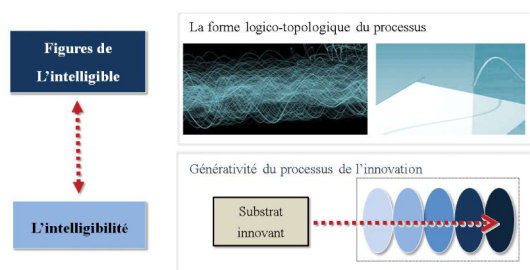 La forme logico-topologique du processus
Figures de
L'intelligible
Générativité du processus de l'innovation
Substrat
innovant
L'intelligibilité